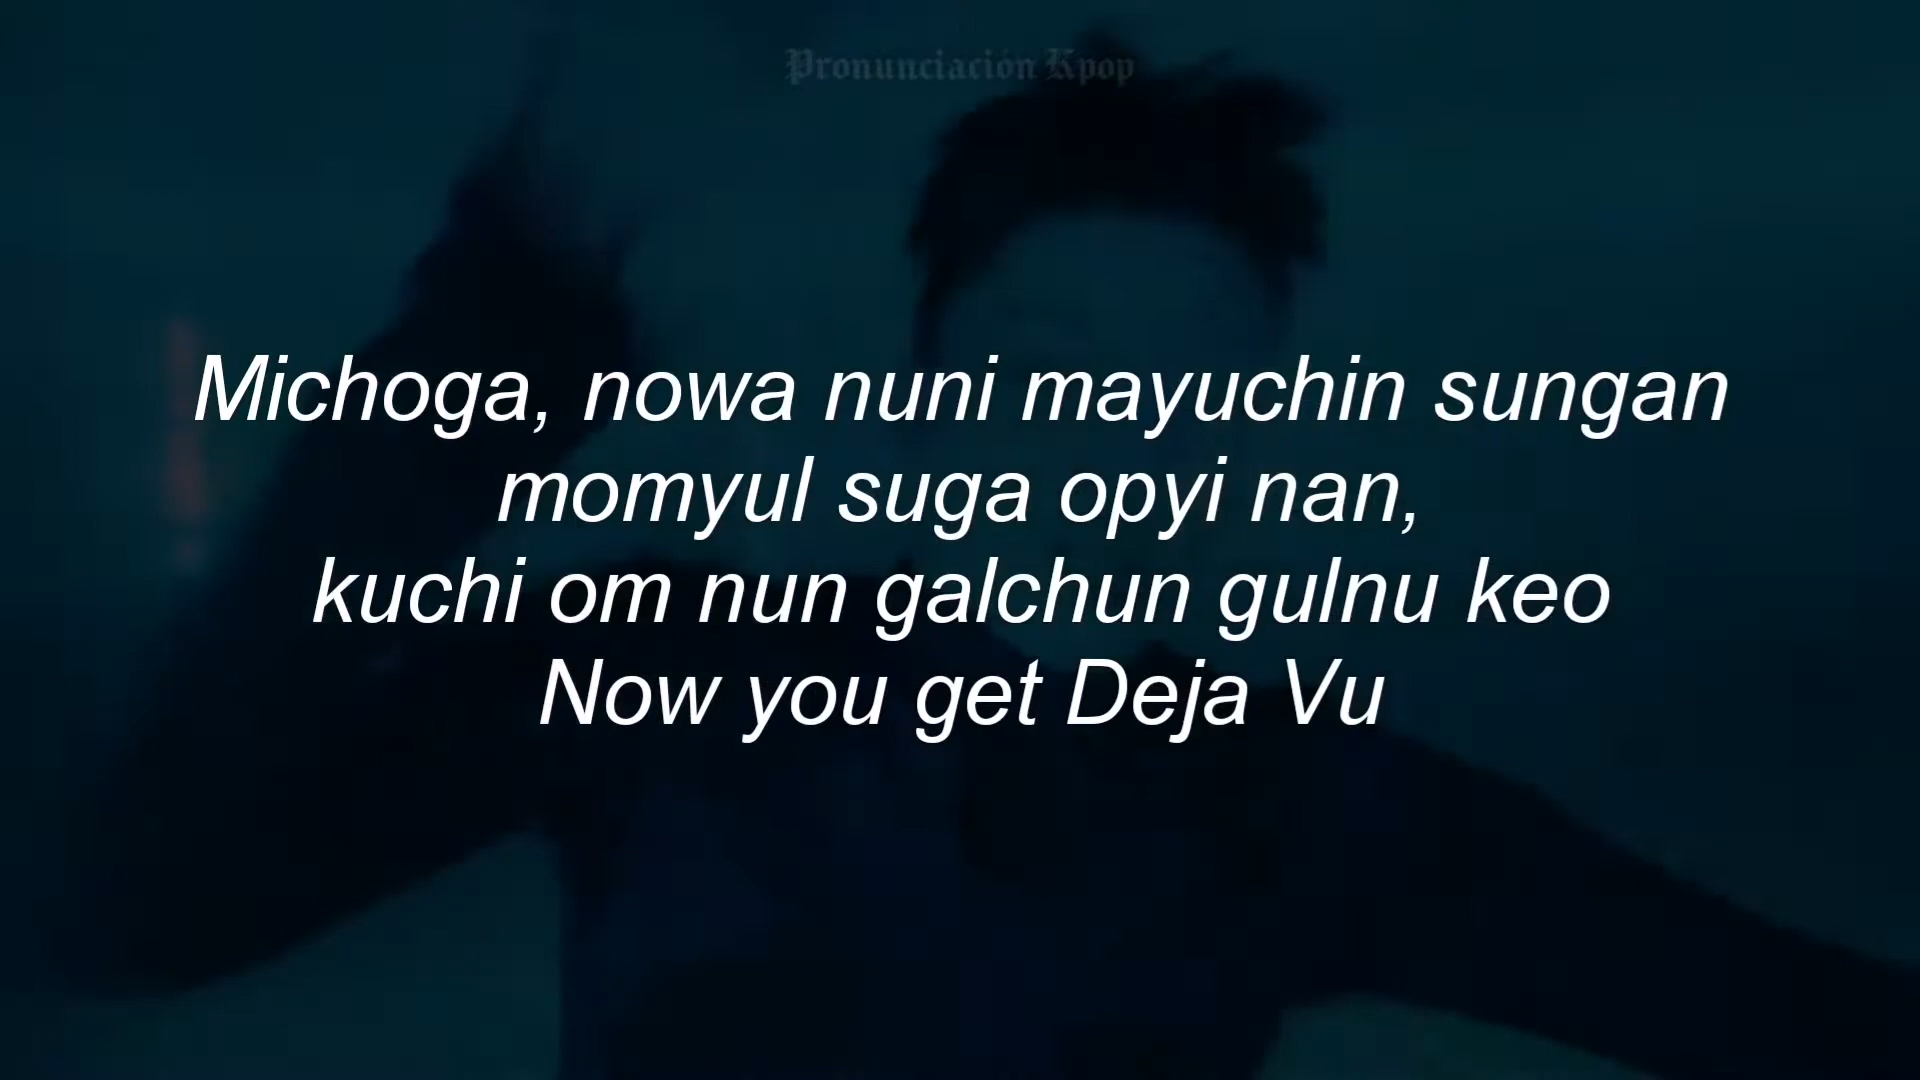 Pronunciación Kpop
Michoga, nowa nuni mayuchin sungan
momyul suga opyi nan,
kuchi om nun galchun gulnu keo
Now you get Deja Vu